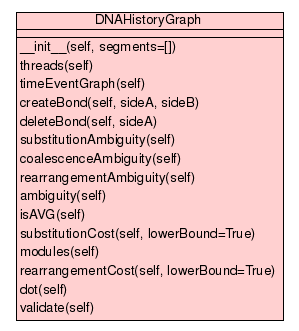 DNAHistoryGraph
__init__(self, segments=[])
threads(self)
timeEventGraph(self)
createBond(self, sideA, sideB)
deleteBond(self, sideA)
substitutionAmbiguity(self)
coalescenceAmbiguity(self)
rearrangementAmbiguity(self)
ambiguity(self)
isAVG(self)
substitutionCost(self, lowerBound=True)
modules(self)
rearrangementCost(self, lowerBound=True)
dot(self)
validate(self)